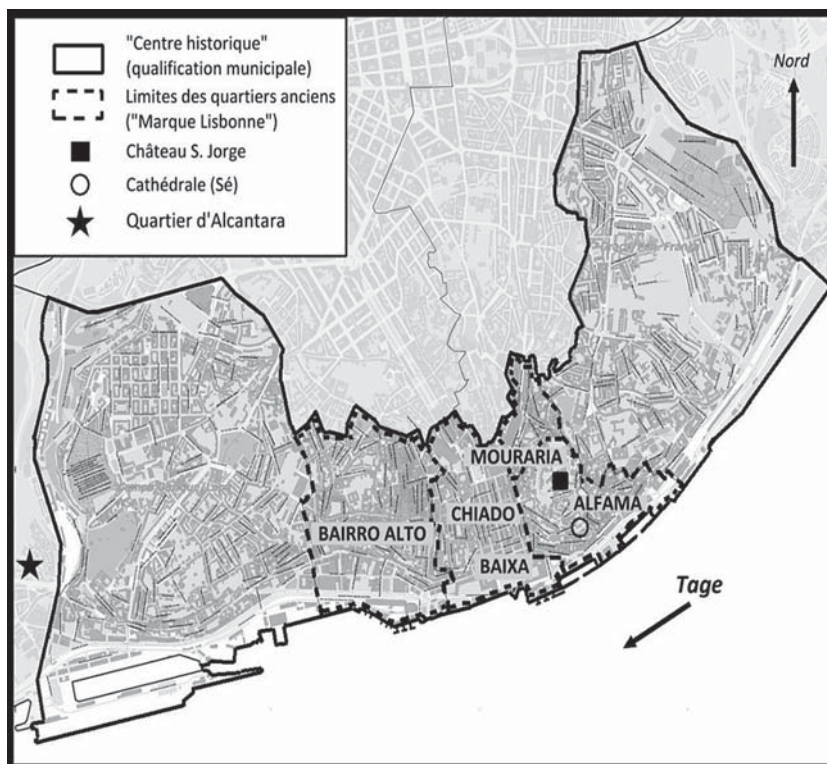 "Centre historique"
(qualification municipale)
Limites des quartiers anciens
("Marque Lisbonne")
Château S. Jorge
Cathédrale (Sé)
Quartier d'Alcantara
Nord
MOURARIA
ALFAMA
CHIADO
BAIRRO ALTO
BAIXA
Tage